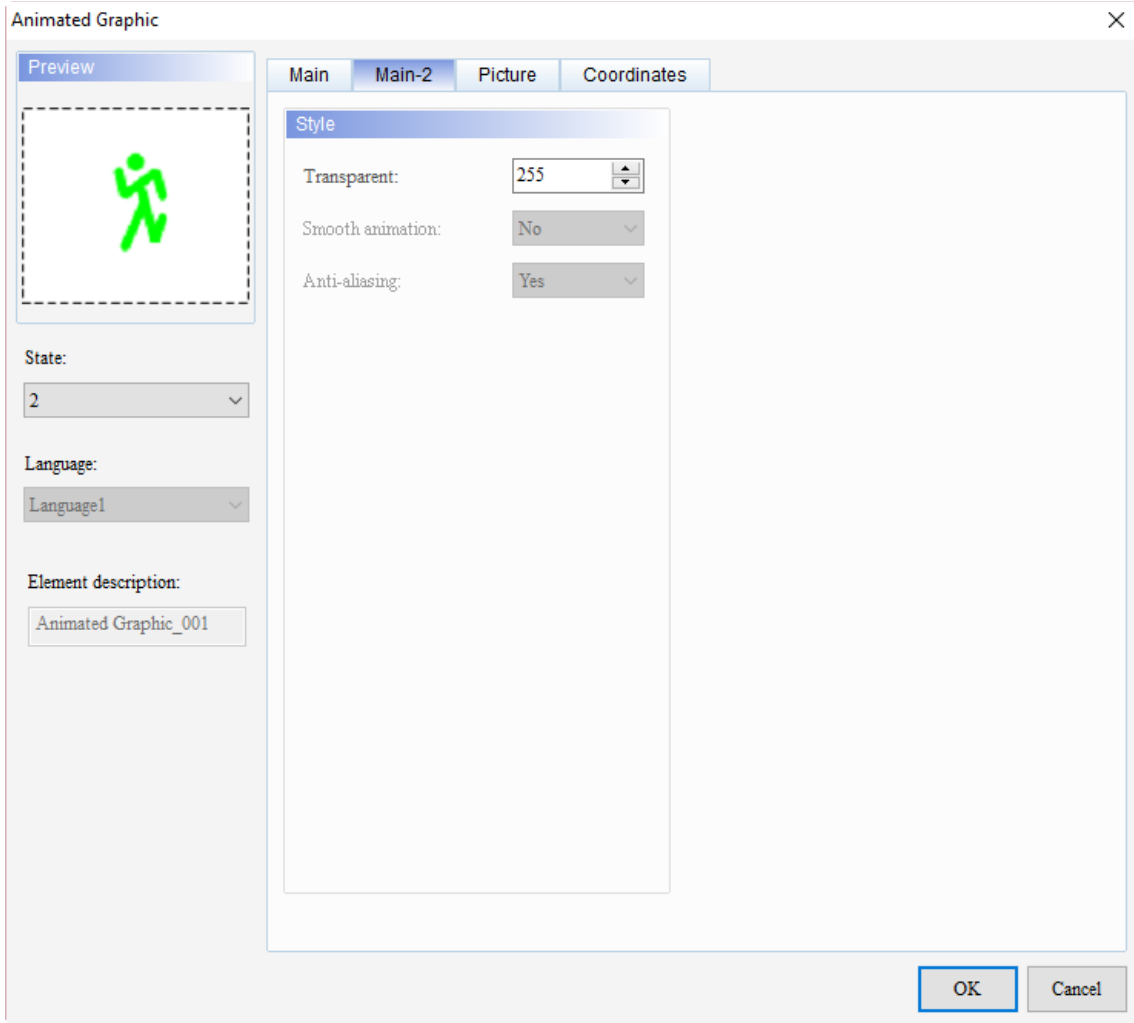 Animated Graphic
Preview
Main Main-2 Picture Coordinates
Style
Transparent: 255
Smooth animation: No
Anti-aliasing: Yes
State:
2
Language:
Language1
Element description:
Animated Graphic_001
OK Cancel